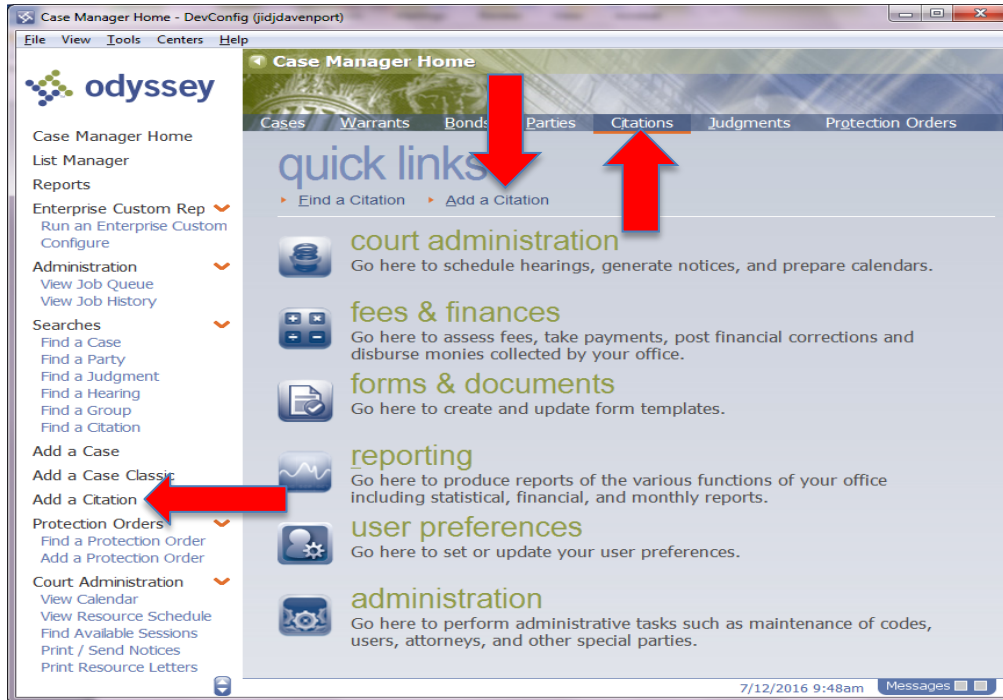 Case Manager Home - DevConfig (jidjdavenport)
File View Tools Centers Help
odyssey
Case Manager Home
List Manager
Reports
Enterprise Custom Rep
Run an Enterprise Custom
Configure
Administration
View Job Queue
View Job History
Searches
Find a Case
Find a Party
Find a Judgment
Find a Hearing
Find a Group
Find a Citation
Add a Case
Add a Case Classic
Add a Citation
Protection Orders
Find a Protection Order
Add a Protection Order
Court Administration
View Calendar
View Resource Schedule
Find Available Sessions
Print / Send Notices
Print Resource Letters
Case Manager Home
Cases Warrants Bonds Parties Citations Judgments Protection Orders
quick links
Find a Citation Add a Citation
court administration
Go here to schedule hearings, generate notices, and prepare calendars.
fees & finances
Go here to assess fees, take payments, post financial corrections and
disburse monies collected by your office.
forms & documents
Go here to create and update form templates.
reporting
Go here to produce reports of the various functions of your office
including statistical, financial, and monthly reports.
user preferences
Go here to set or update your user preferences.
administration
Go here to perform administrative tasks such as maintenance of codes,
users, attorneys, and other special parties.
7/12/2016 9:48am Messages